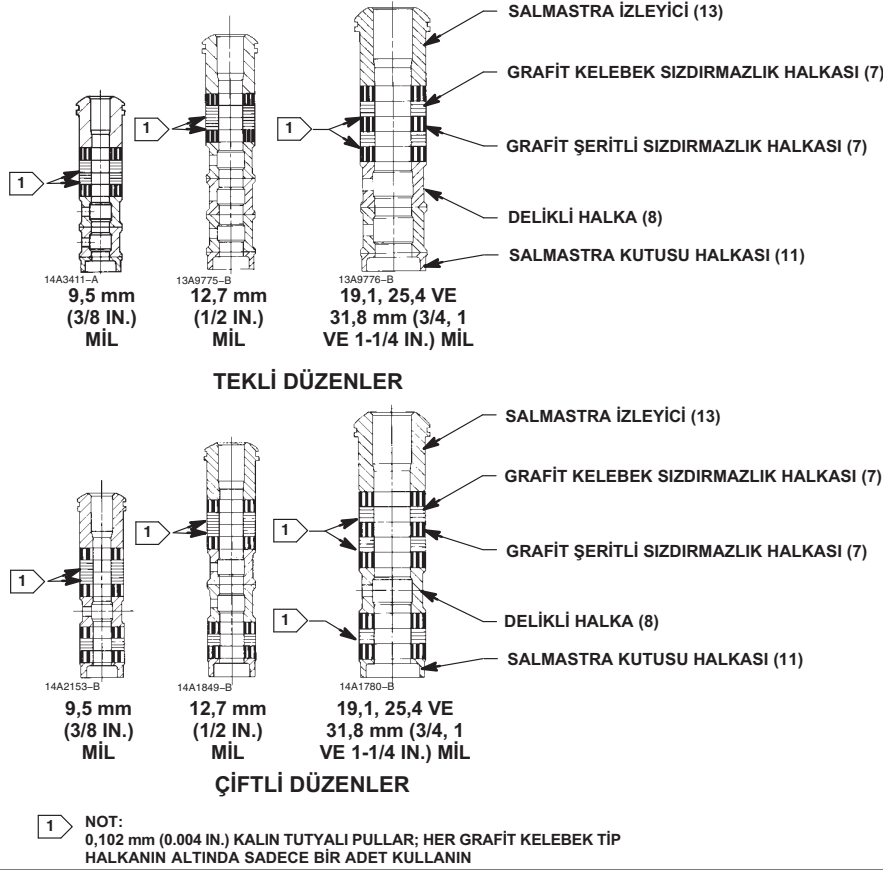 SALMASTRA İZLEYİCİ (13)
GRAFİT KELEBEK SIZDIRMAZLIK HALKASI (7)
1
1
1
GRAFİT ŞERİTLİ SIZDIRMAZLIK HALKASI (7)
DELİKLİ HALKA (8)
SALMASTRA KUTUSU HALKASI (11)
14A3411–A
13A9775–B
13A9776–B
9,5 mm
(3/8 IN.)
MİL
12,7 mm
(1/2 IN.)
MİL
19,1, 25,4 VE
31,8 mm (3/4, 1
VE 1-1/4 IN.) MİL
TEKLİ DÜZENLER
SALMASTRA İZLEYİCİ (13)
GRAFİT KELEBEK SIZDIRMAZLIK HALKASI (7)
1
1
1
GRAFİT ŞERİTLİ SIZDIRMAZLIK HALKASI (7)
1
DELİKLİ HALKA (8)
SALMASTRA KUTUSU HALKASI (11)
14A2153–B
14A1849–B
14A1780–B
9,5 mm
(3/8 IN.)
MİL
12,7 mm
(1/2 IN.)
MİL
19,1, 25,4 VE
31,8 mm (3/4, 1
VE 1-1/4 IN.) MİL
ÇİFTLİ DÜZENLER
1
NOT:
0,102 mm (0.004 IN.) KALIN TUTYALI PULLAR; HER GRAFİT KELEBEK TİP
HALKANIN ALTINDA SADECE BİR ADET KULLANIN